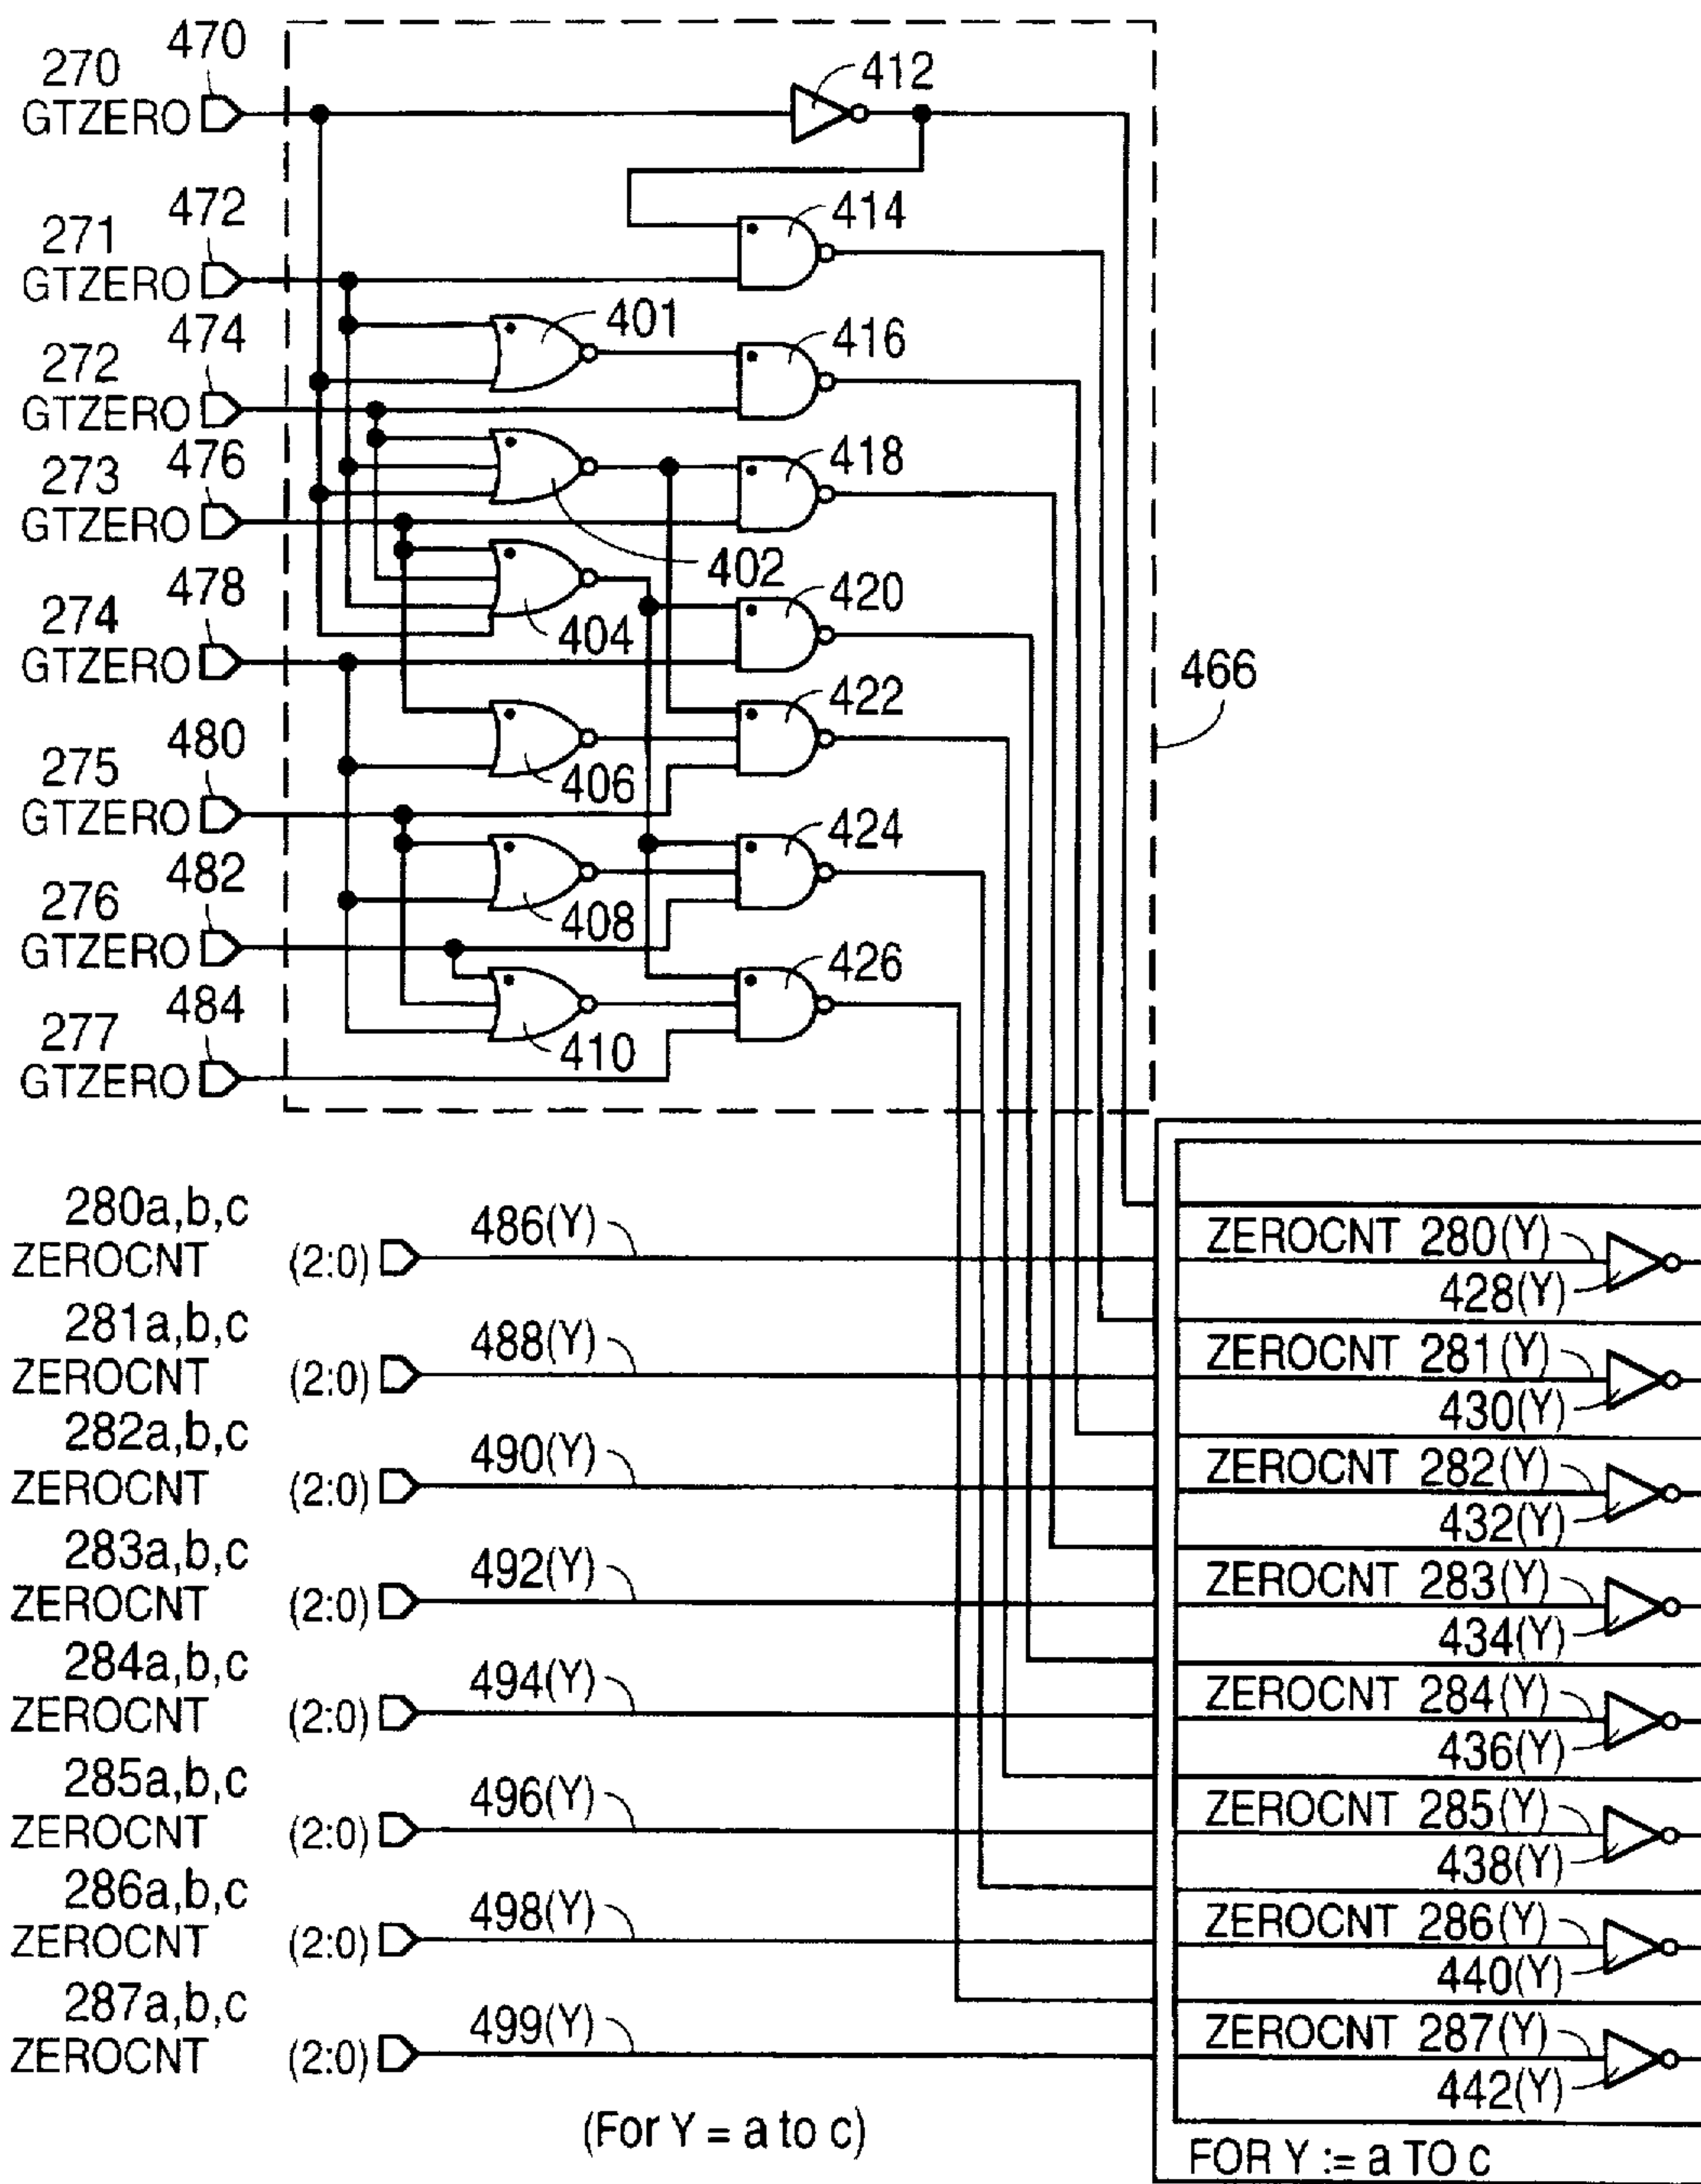 470
270
GTZERO
412
472
271
GTZERO
414
474
401
272
GTZERO
416
476
273
GTZERO
418
402
478
274
GTZERO
404
420
466
480
275
GTZERO
406
422
482
276
GTZERO
408
424
484
277
GTZERO
410
426
280a,b,c
ZEROCNT (2:0)
486(Y)
ZEROCNT 280(Y)
428(Y)
281a,b,c
ZEROCNT (2:0)
488(Y)
ZEROCNT 281(Y)
430(Y)
282a,b,c
ZEROCNT (2:0)
490(Y)
ZEROCNT 282(Y)
432(Y)
283a,b,c
ZEROCNT (2:0)
492(Y)
ZEROCNT 283(Y)
434(Y)
284a,b,c
ZEROCNT (2:0)
494(Y)
ZEROCNT 284(Y)
436(Y)
285a,b,c
ZEROCNT (2:0)
496(Y)
ZEROCNT 285(Y)
438(Y)
286a,b,c
ZEROCNT (2:0)
498(Y)
ZEROCNT 286(Y)
440(Y)
287a,b,c
ZEROCNT (2:0)
499(Y)
ZEROCNT 287(Y)
442(Y)
(For Y = a to c)
FOR Y := a TO c